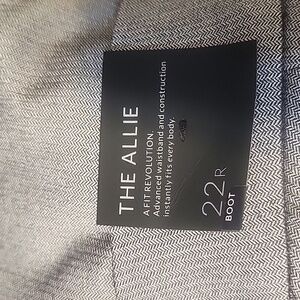 THE ALLIE
A FIT REVOLUTION.
Advanced waistband and construction
instantly fits every body.
22R
BOOT